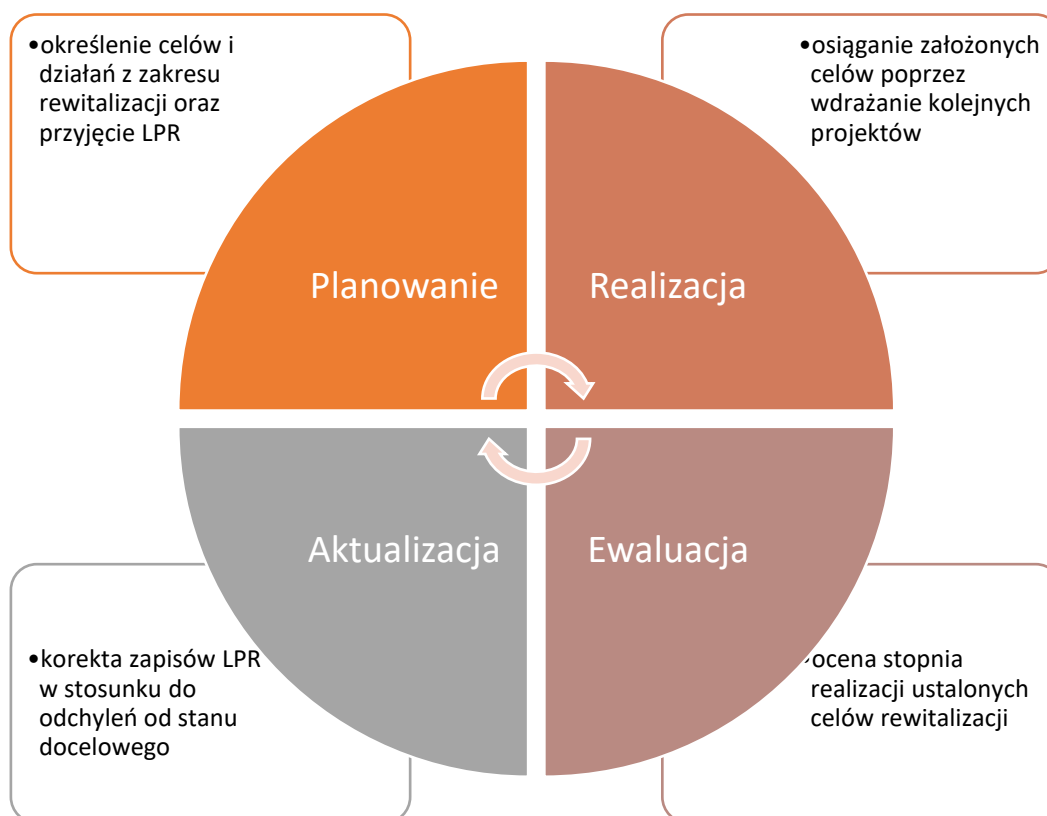 •określenie celów i
działań z zakresu
rewitalizacji oraz
przyjęcie LPR
•osiąganie założonych
celów poprzez
wdrażanie kolejnych
projektów
Planowanie
Realizacja
Aktualizacja
Ewaluacja
•korekta zapisów LPR
w stosunku do
odchyleń od stanu
docelowego
•ocena stopnia
realizacji ustalonych
celów rewitalizacji